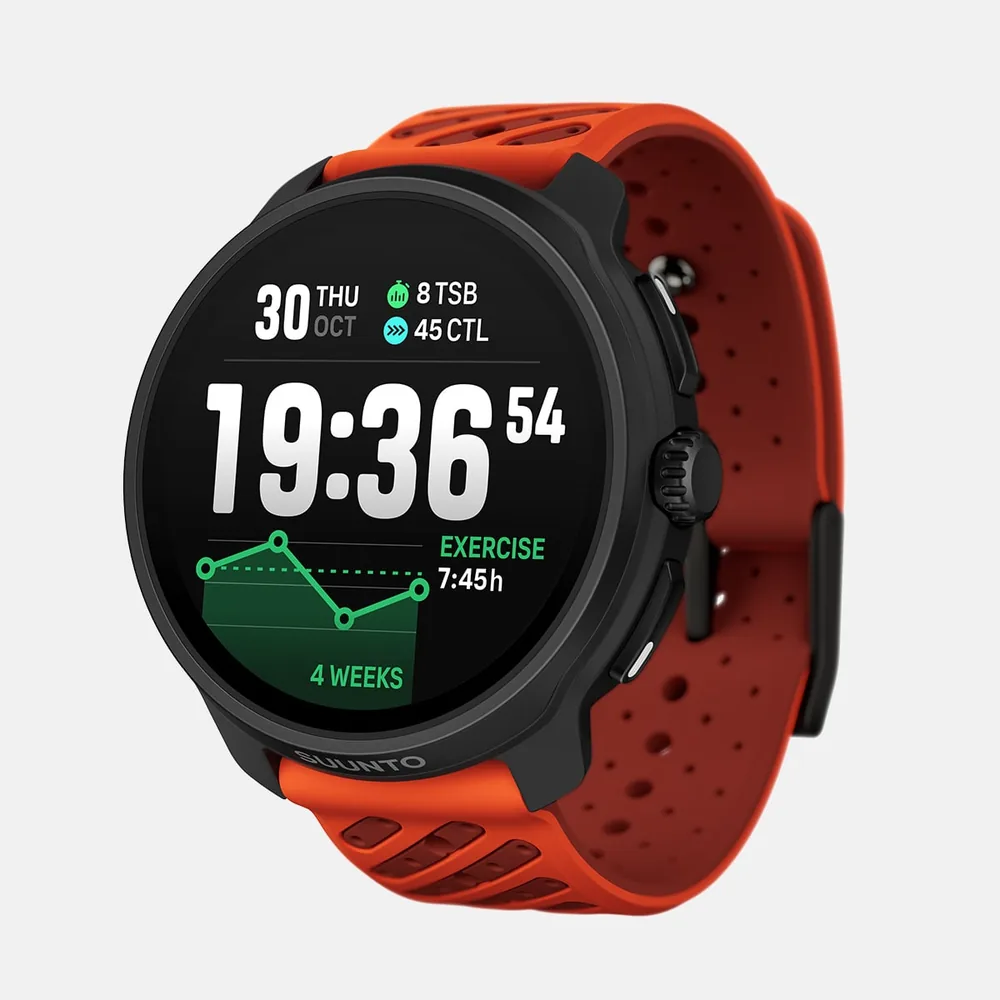 30 THU 8 TSB
OCT 45 CTL
19:36 54
EXERCISE
7:45h
4 WEEKS
SUUNTO